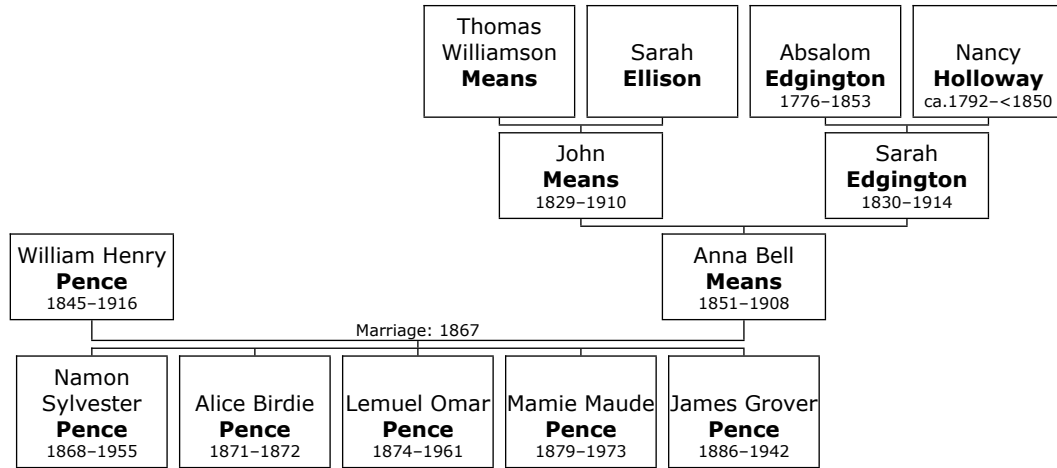 Thomas
Williamson
Means
Sarah
Ellison
Absalom
Edgington
1776–1853
Nancy
Holloway
ca.1792–<1850
John
Means
1829–1910
Sarah
Edgington
1830–1914
William Henry
Pence
1845–1916
Anna Bell
Means
1851–1908
Marriage: 1867
Namon
Sylvester
Pence
1868–1955
Alice Birdie
Pence
1871–1872
Lemuel Omar
Pence
1874–1961
Mamie Maude
Pence
1879–1973
James Grover
Pence
1886–1942